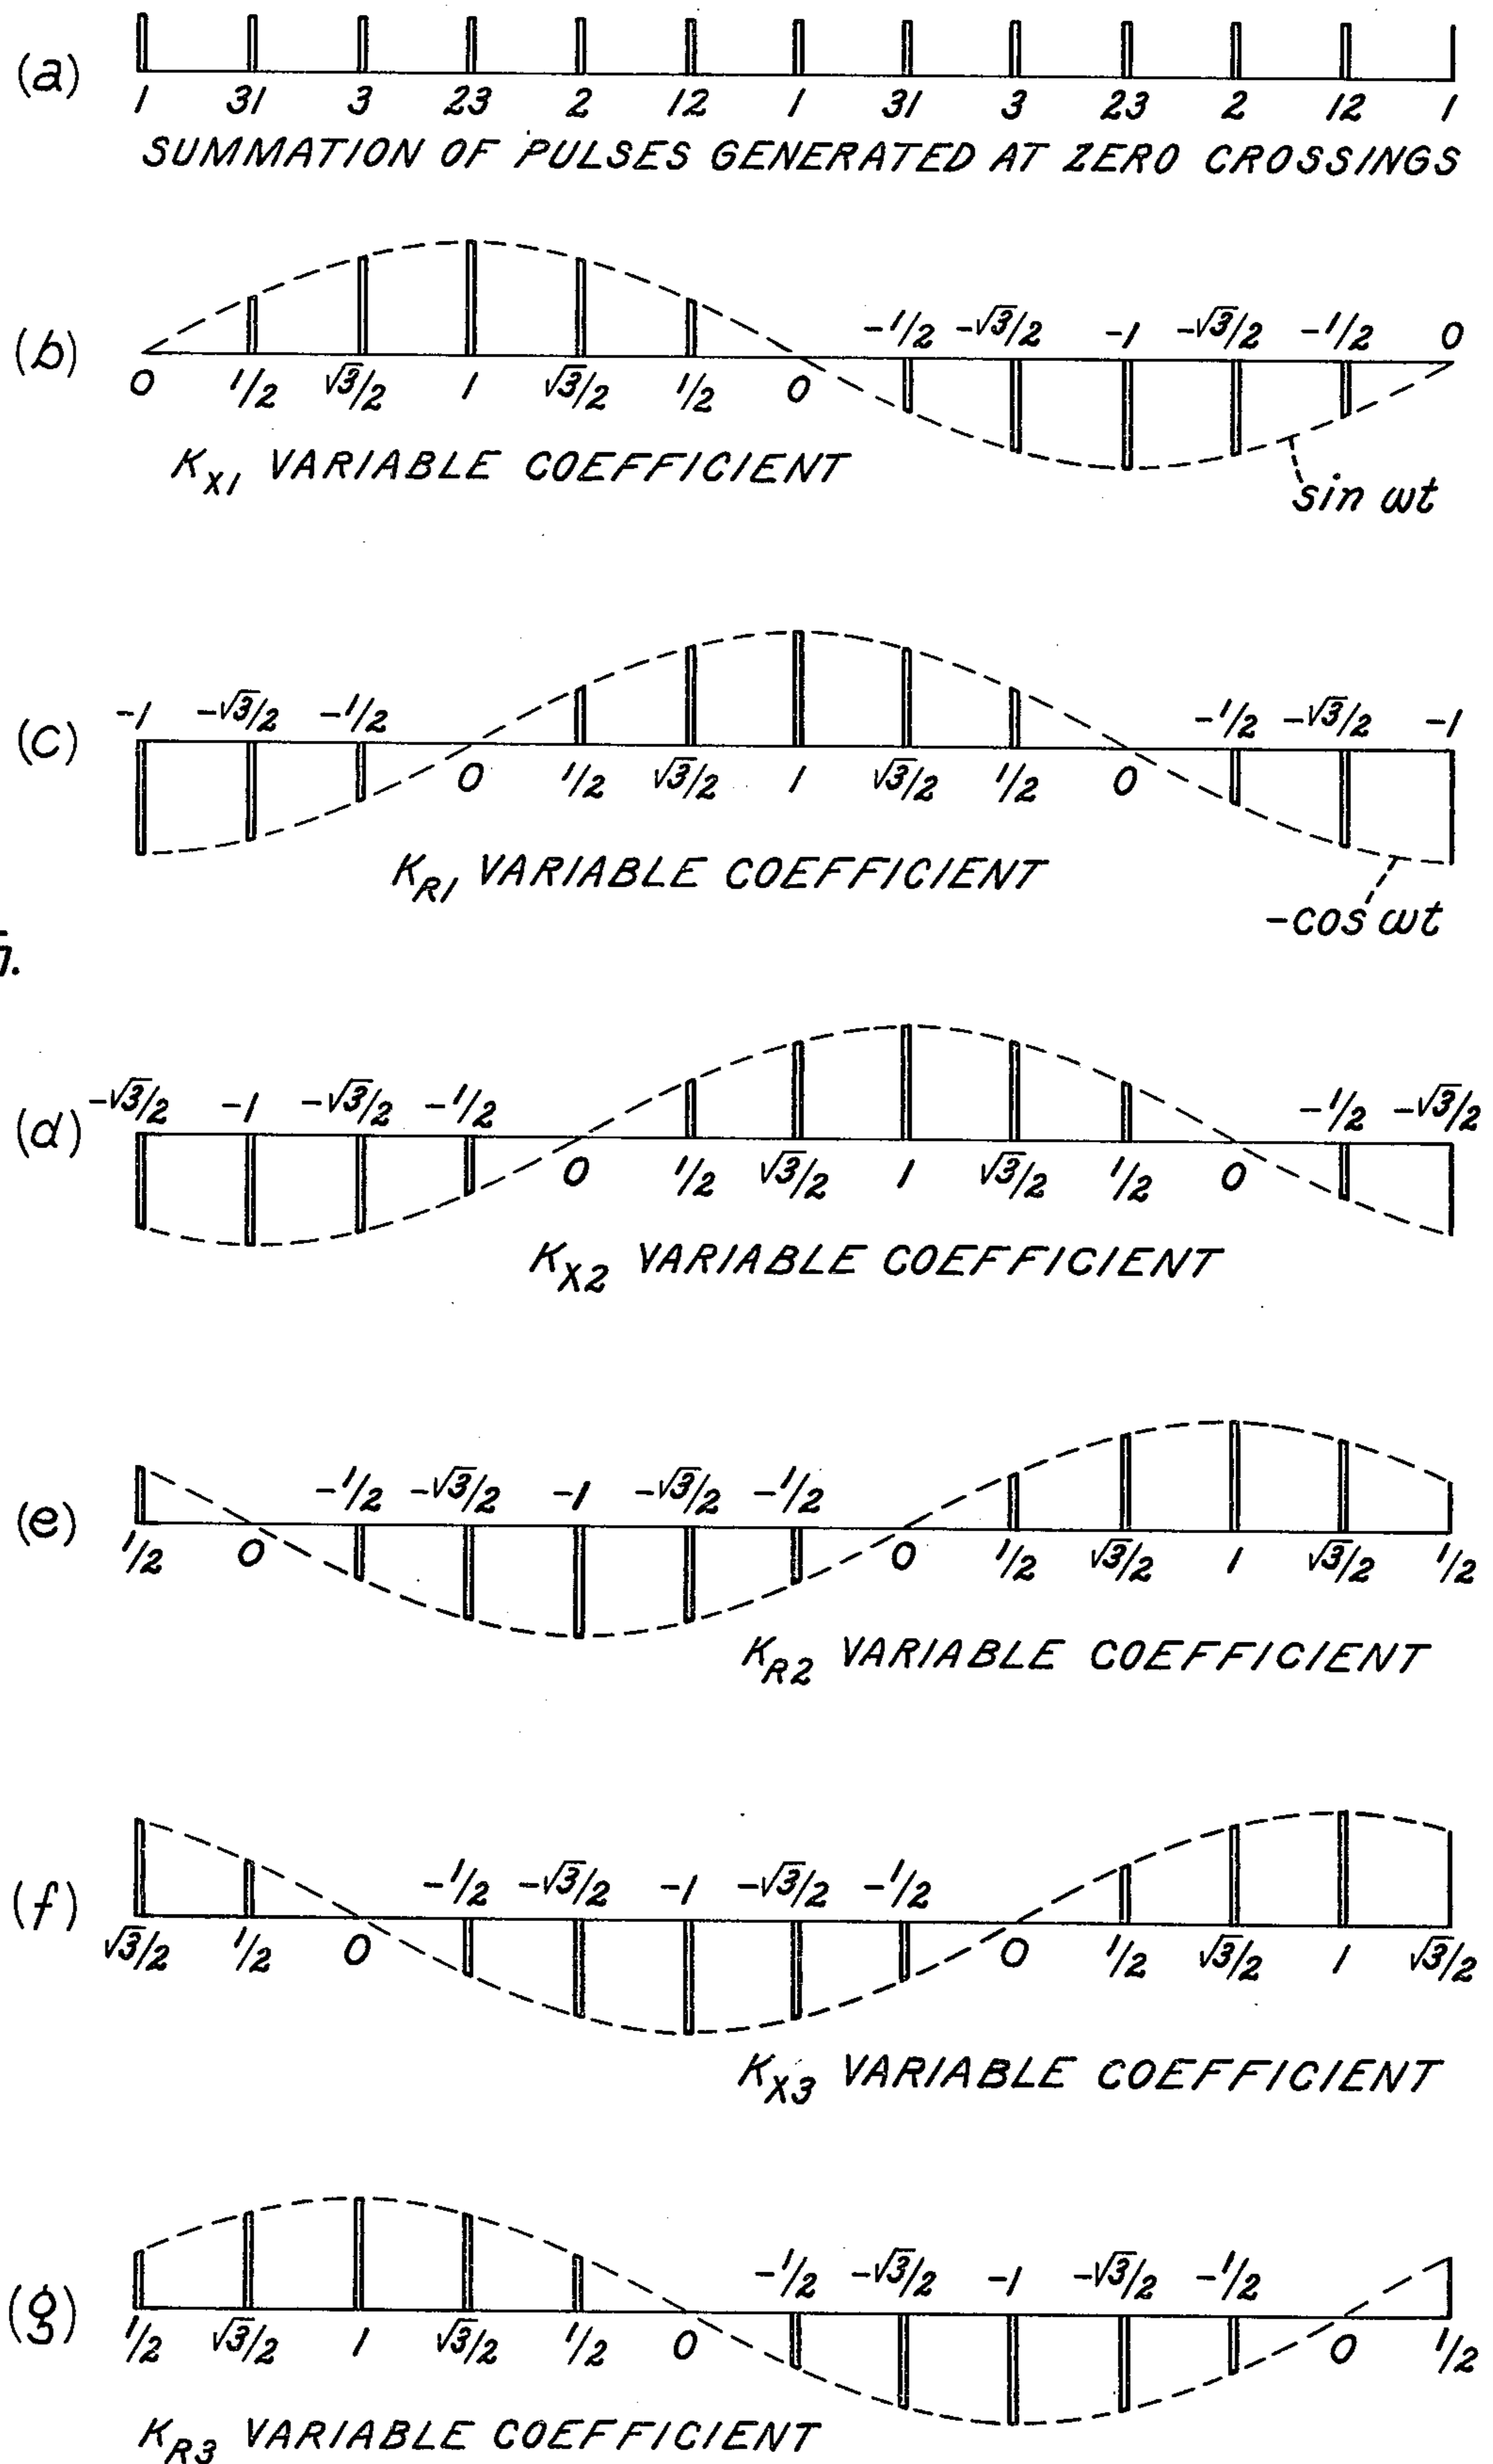 (a)
1 31 3 23 2 12 1 31 3 23 2 12 1
SUMMATION OF PULSES GENERATED AT ZERO CROSSINGS
(b)
-1/2 -√3/2 -1 -√3/2 -1/2 0
0 1/2 √3/2 1 √3/2 1/2 0
K_X1 VARIABLE COEFFICIENT
sin ωt
(c)
-1 -√3/2 -1/2 -1/2 -√3/2 -1
0 1/2 √3/2 1 √3/2 1/2 0
K_R1 VARIABLE COEFFICIENT
-cos ωt
(d)
-√3/2 -1 -√3/2 -1/2 -1/2 -√3/2
0 1/2 √3/2 1 √3/2 1/2 0
K_X2 VARIABLE COEFFICIENT
(e)
-1/2 -√3/2 -1 -√3/2 -1/2
1/2 0 0 1/2 √3/2 1 √3/2 1/2
K_R2 VARIABLE COEFFICIENT
(f)
-1/2 -√3/2 -1 -√3/2 -1/2
√3/2 1/2 0 0 1/2 √3/2 1 √3/2
K_X3 VARIABLE COEFFICIENT
(g)
-1/2 -√3/2 -1 -√3/2 -1/2
1/2 √3/2 1 √3/2 1/2 0 0 1/2
K_R3 VARIABLE COEFFICIENT